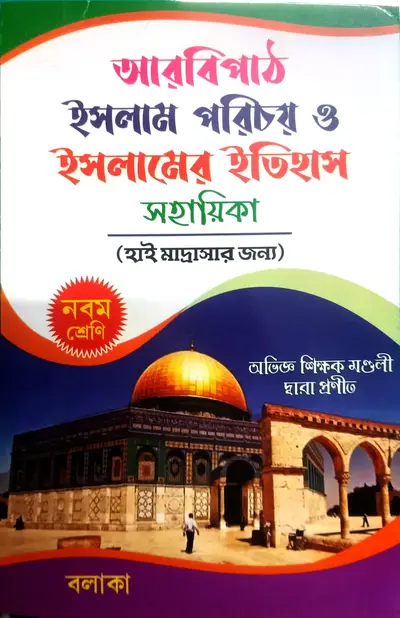 আরবিপাঠ
ইসলাম পরিচয় ও
ইসলামের ইতিহাস
সহায়িকা
(হাই মাদ্রাসার জন্য)
নবম
শ্রেণি
অভিজ্ঞ শিক্ষক মণ্ডলী
দ্বারা প্রণীত
বলাকা